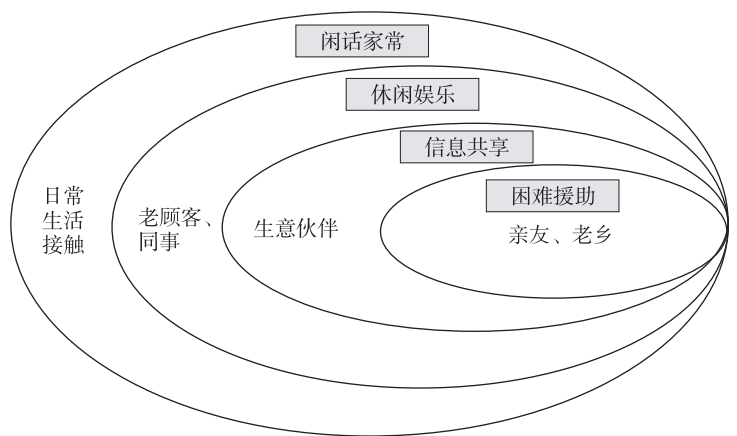 闲话家常
休闲娱乐
信息共享
困难援助
日常
生活
接触
老顾客、
同事
生意伙伴
亲友、老乡